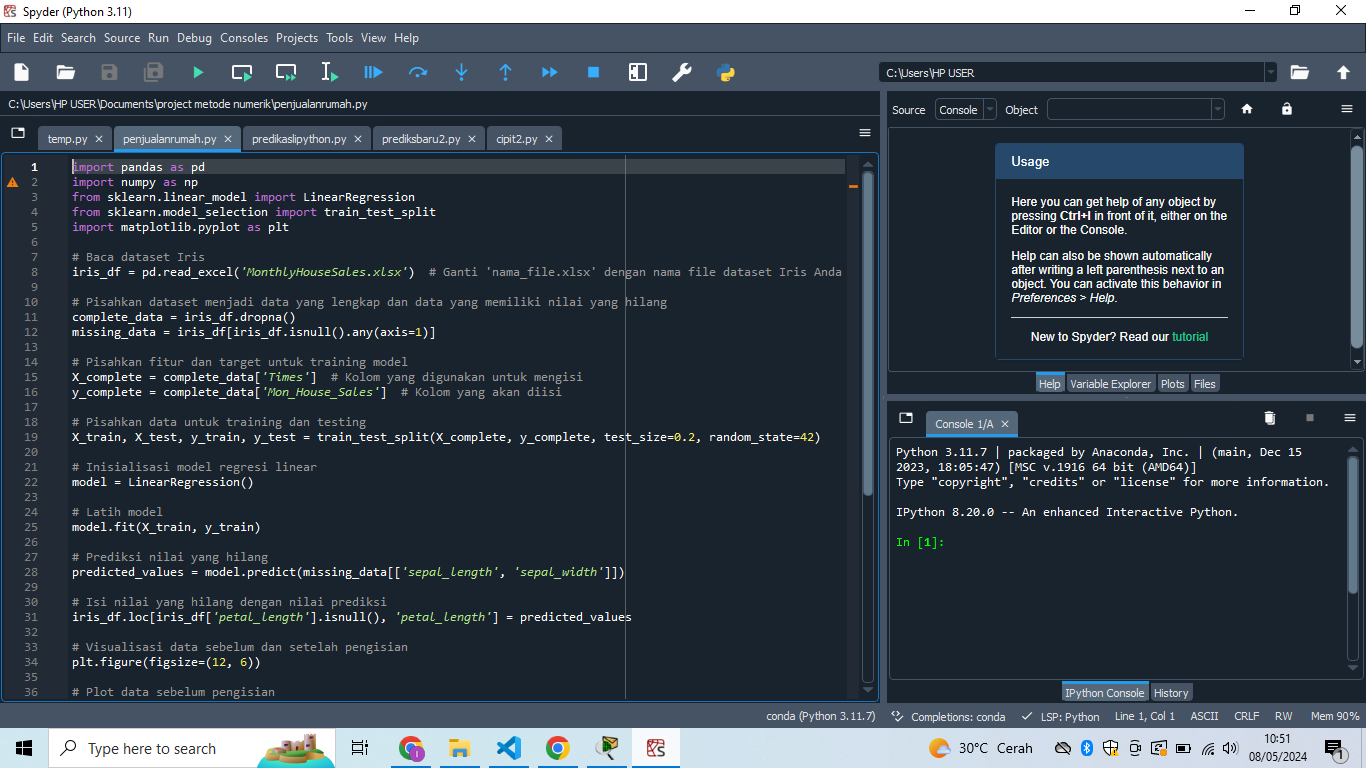 Spyder (Python 3.11)
File Edit Search Source Run Debug Consoles Projects Tools View Help
C:\Users\HP USER
C:\Users\HP USER\Documents\project metode numerik\penjualanrumah.py
temp.py penjualanrumah.py predikaslipython.py prediksbaru2.py cipit2.py
1 import pandas as pd
2 import numpy as np
3 from sklearn.linear_model import LinearRegression
4 from sklearn.model_selection import train_test_split
5 import matplotlib.pyplot as plt
6
7 # Baca dataset Iris
8 iris_df = pd.read_excel('MonthlyHouseSales.xlsx')  # Ganti 'nama_file.xlsx' dengan nama file dataset Iris Anda
9
10 # Pisahkan dataset menjadi data yang lengkap dan data yang memiliki nilai yang hilang
11 complete_data = iris_df.dropna()
12 missing_data = iris_df[iris_df.isnull().any(axis=1)]
13
14 # Pisahkan fitur dan target untuk training model
15 X_complete = complete_data['Times']  # Kolom yang digunakan untuk mengisi
16 y_complete = complete_data['Mon_House_Sales']  # Kolom yang akan diisi
17
18 # Pisahkan data untuk training dan testing
19 X_train, X_test, y_train, y_test = train_test_split(X_complete, y_complete, test_size=0.2, random_state=42)
20
21 # Inisialisasi model regresi linear
22 model = LinearRegression()
23
24 # Latih model
25 model.fit(X_train, y_train)
26
27 # Prediksi nilai yang hilang
28 predicted_values = model.predict(missing_data[['sepal_length', 'sepal_width']])
29
30 # Isi nilai yang hilang dengan nilai prediksi
31 iris_df.loc[iris_df['petal_length'].isnull(), 'petal_length'] = predicted_values
32
33 # Visualisasi data sebelum dan setelah pengisian
34 plt.figure(figsize=(12, 6))
35
36 # Plot data sebelum pengisian
Source Console Object
Usage
Here you can get help of any object by
pressing Ctrl+I in front of it, either on the
Editor or the Console.
Help can also be shown automatically
after writing a left parenthesis next to an
object. You can activate this behavior in
Preferences > Help.
New to Spyder? Read our tutorial
Help Variable Explorer Plots Files
Console 1/A
Python 3.11.7 | packaged by Anaconda, Inc. | (main, Dec 15
2023, 18:05:47) [MSC v.1916 64 bit (AMD64)]
Type "copyright", "credits" or "license" for more information.
IPython 8.20.0 -- An enhanced Interactive Python.
In [1]:
IPython Console History
conda (Python 3.11.7) Completions: conda LSP: Python Line 1, Col 1 ASCII CRLF RW Mem 90%
Type here to search
30°C Cerah
10:51
08/05/2024
1